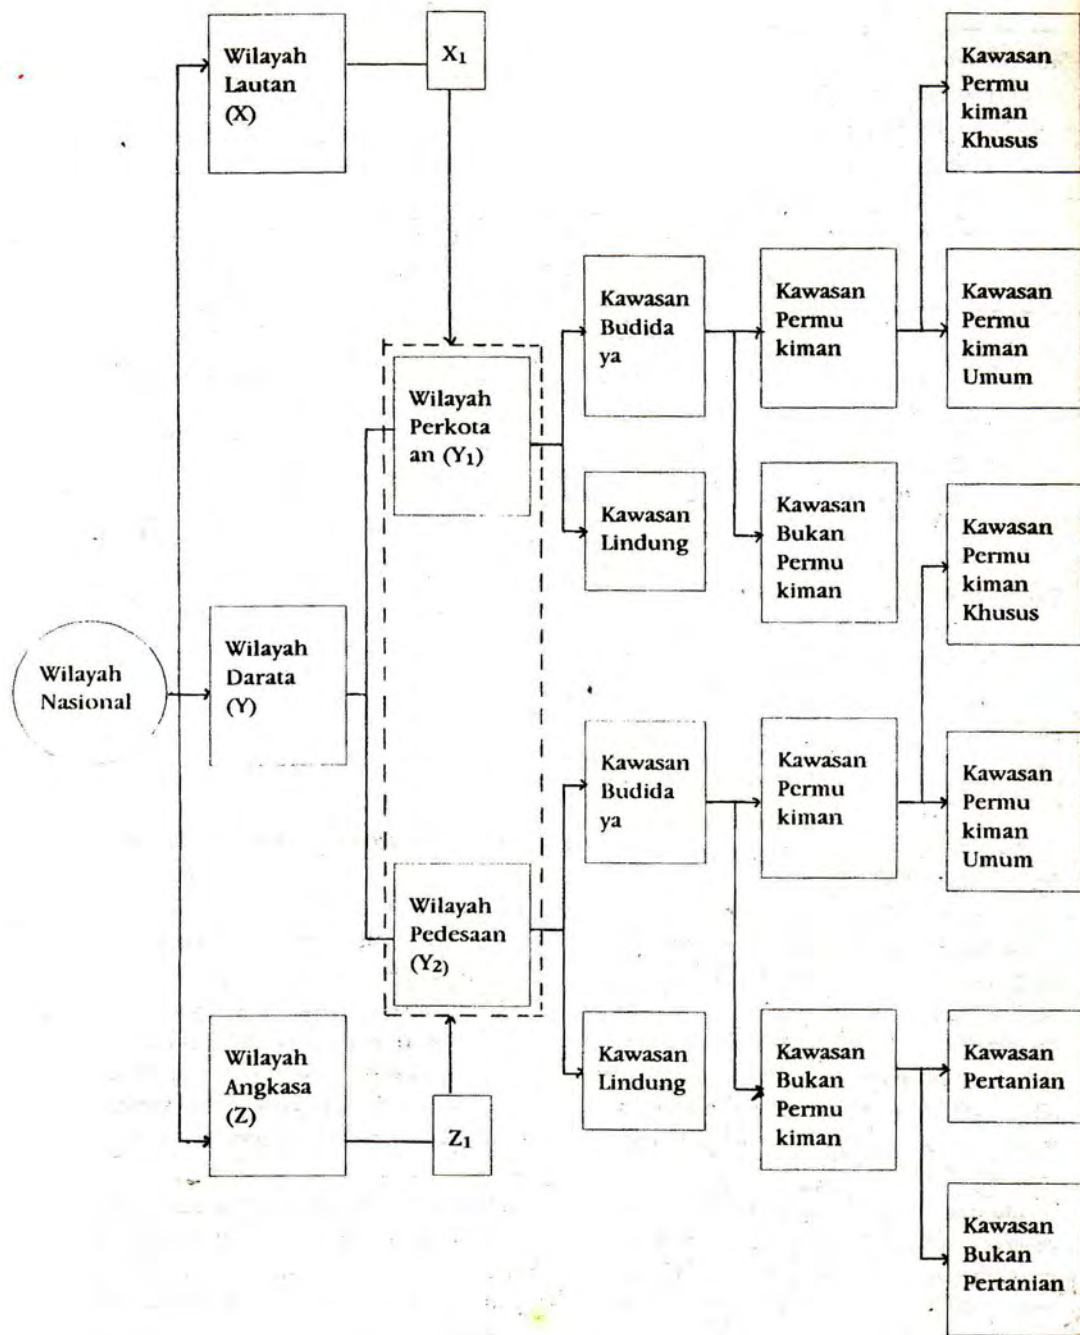 Wilayah
Lautan
(X)
X1
Kawasan
Permu
kiman
Khusus
Kawasan
Budida
ya
Kawasan
Permu
kiman
Kawasan
Permu
kiman
Umum
Wilayah
Perkota
an (Y1)
Kawasan
Lindung
Kawasan
Bukan
Permu
kiman
Kawasan
Permu
kiman
Khusus
Wilayah
Nasional
Wilayah
Darata
(Y)
Kawasan
Budida
ya
Kawasan
Permu
kiman
Kawasan
Permu
kiman
Umum
Wilayah
Pedesaan
(Y2)
Wilayah
Angkasa
(Z)
Z1
Kawasan
Lindung
Kawasan
Bukan
Permu
kiman
Kawasan
Pertanian
Kawasan
Bukan
Pertanian